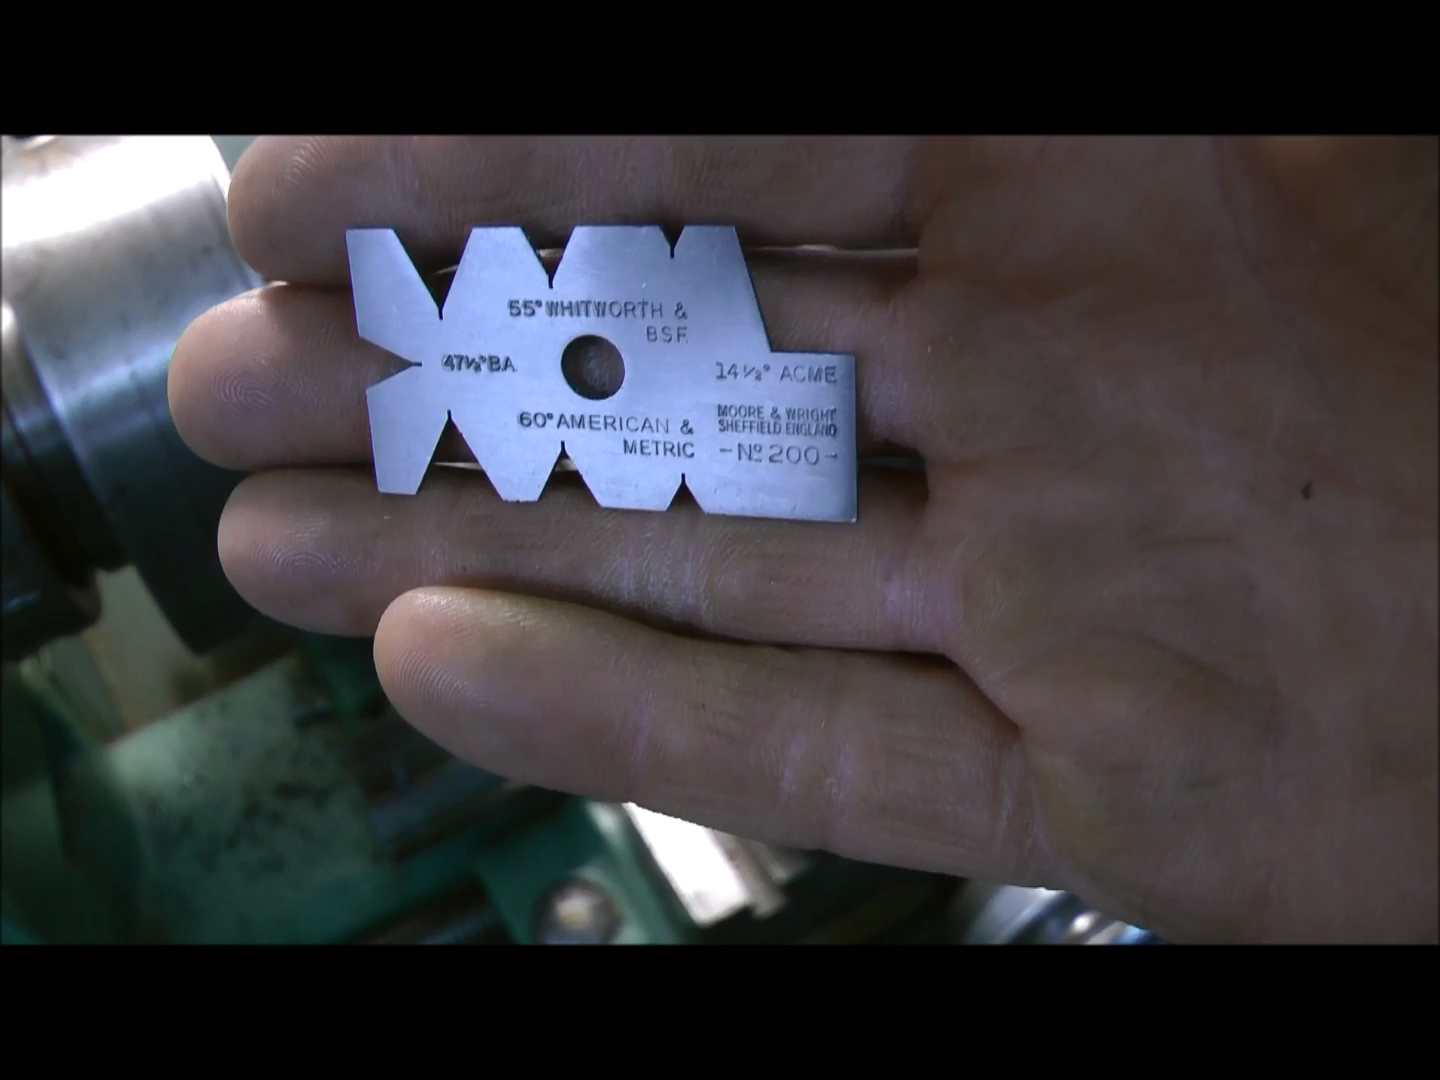 55° WHITWORTH &
BSF.
47½° BA
14½° ACME
60° AMERICAN &
METRIC
MOORE & WRIGHT
SHEFFIELD ENGLAND
-Nº 200-